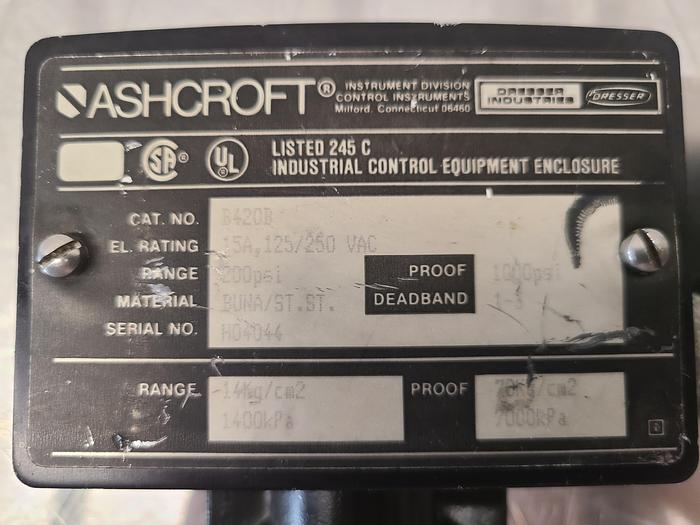 ASHCROFT® INSTRUMENT DIVISION
CONTROL INSTRUMENTS
Milford, Connecticut 06460
DRESSER INDUSTRIES DRESSER
SA® UL® LISTED 245 C
INDUSTRIAL CONTROL EQUIPMENT ENCLOSURE
CAT. NO. B420B
EL. RATING 15A,125/250 VAC
RANGE 200psi PROOF 1000psi
MATERIAL BUNA/ST.ST. DEADBAND 1-3
SERIAL NO. H04044
RANGE 14Kg/cm2 PROOF 70Kg/cm2
1400kPa 7000kPa